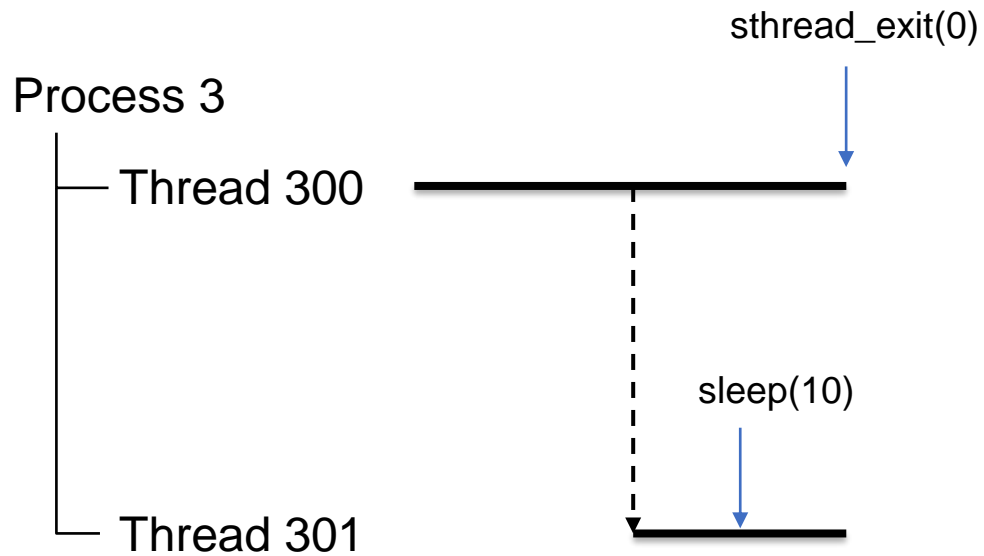 sthread_exit(0)
Process 3
Thread 300
sleep(10)
Thread 301